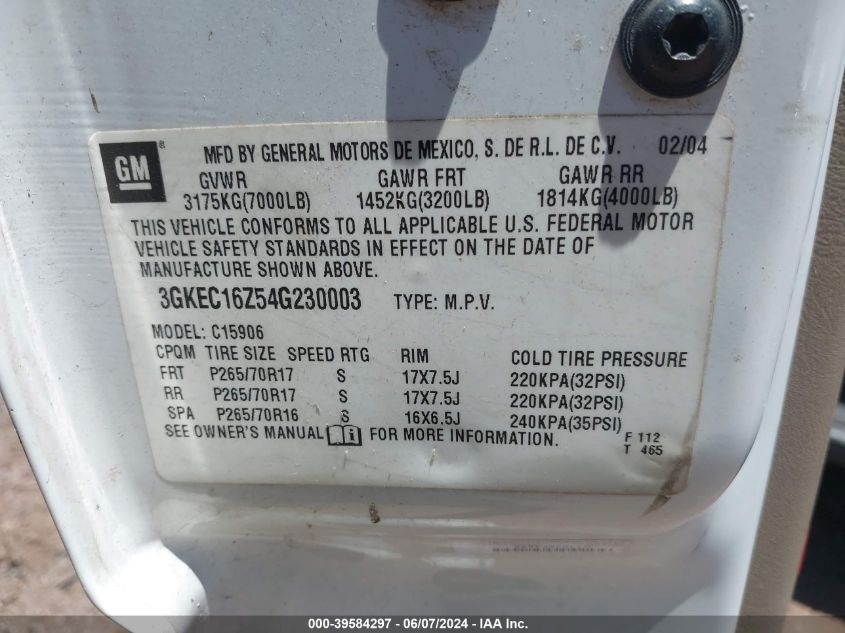 GM
MFD BY GENERAL MOTORS DE MEXICO, S. DE R.L. DE C.V. 02/04
GVWR GAWR FRT GAWR RR
3175KG(7000LB) 1452KG(3200LB) 1814KG(4000LB)
THIS VEHICLE CONFORMS TO ALL APPLICABLE U.S. FEDERAL MOTOR
VEHICLE SAFETY STANDARDS IN EFFECT ON THE DATE OF
MANUFACTURE SHOWN ABOVE.
3GKEC16Z54G230003 TYPE: M.P.V.
MODEL: C15906
CPQM TIRE SIZE SPEED RTG RIM COLD TIRE PRESSURE
FRT P265/70R17 S 17X7.5J 220KPA(32PSI)
RR P265/70R17 S 17X7.5J 220KPA(32PSI)
SPA P265/70R16 S 16X6.5J 240KPA(35PSI)
SEE OWNER'S MANUAL FOR MORE INFORMATION.
F 112
T 465
000-39584297 - 06/07/2024 - IAA Inc.